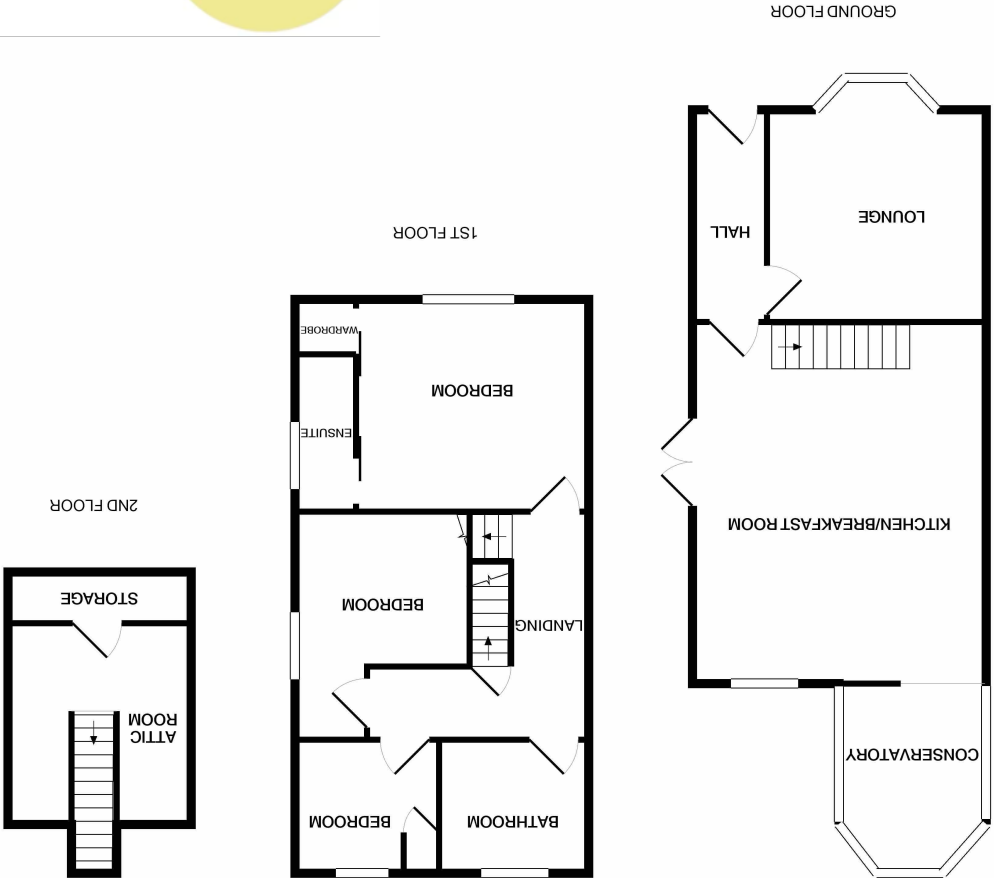 GROUND FLOOR
LOUNGE
HALL
KITCHEN/BREAKFAST ROOM
CONSERVATORY
1ST FLOOR
WARDROBE
BEDROOM
ENSUITE
BEDROOM
LANDING
BATHROOM
BEDROOM
2ND FLOOR
STORAGE
ATTIC
ROOM